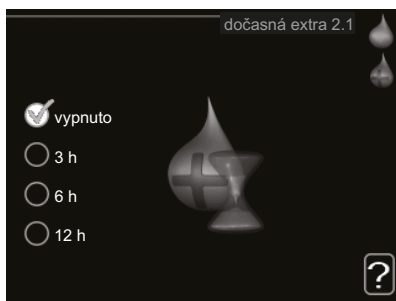 dočasná extra 2.1
vypnuto
3 h
6 h
12 h
?